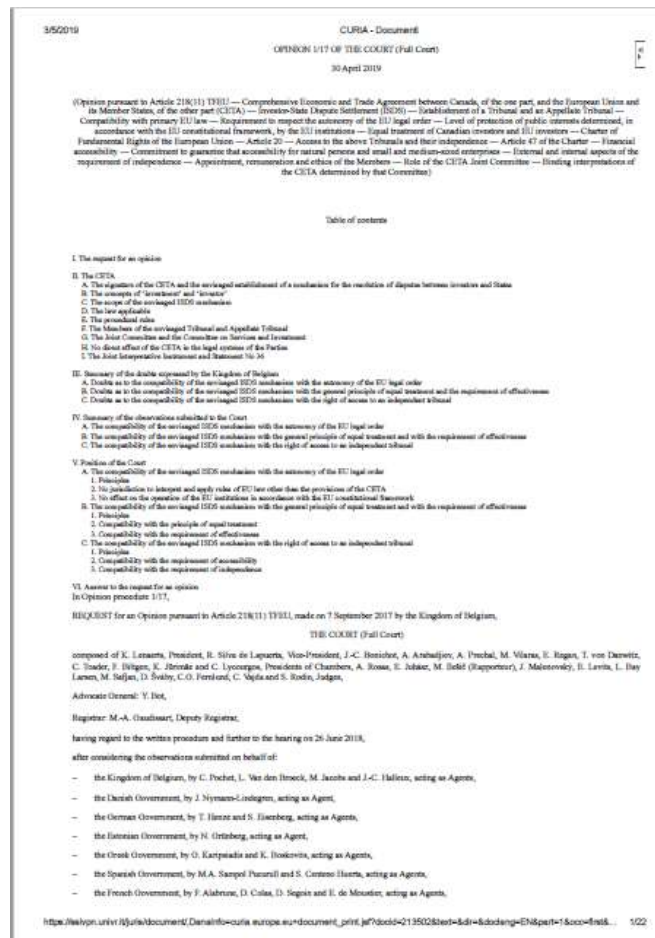 3/5/2019
CURIA - Documenti
OPINION 1/17 OF THE COURT (Full Court)
30 April 2019
(Opinion pursuant to Article 218(11) TFEU — Comprehensive Economic and Trade Agreement between Canada, of the one part, and the European Union and
its Member States, of the other part (CETA) — Investor-State Dispute Settlement (ISDS) — Establishment of a Tribunal and an Appellate Tribunal —
Compatibility with primary EU law — Requirement to respect the autonomy of the EU legal order — Level of protection of public interests determined, in
accordance with the EU constitutional framework, by the EU institutions — Equal treatment of Canadian investors and EU investors — Charter of
Fundamental Rights of the European Union — Article 20 — Access to the above Tribunals and their independence — Article 47 of the Charter — Financial
accessibility — Commitment to guarantee that accessibility for natural persons and small and medium-sized enterprises — External and internal aspects of the
requirement of independence — Appointment, remuneration and ethics of the Members — Role of the CETA Joint Committee — Binding interpretations of
the CETA determined by that Committee)
Table of contents
I. The request for an opinion
II. The CETA
A. The signature of the CETA and the envisaged establishment of a mechanism for the resolution of disputes between investors and States
B. The concepts of ‘investment’ and ‘investor’
C. The scope of the envisaged ISDS mechanism
D. The law applicable
E. The procedural rules
F. The Members of the envisaged Tribunal and Appellate Tribunal
G. The Joint Committee and the Committee on Services and Investment
H. No direct effect of the CETA in the legal systems of the Parties
I. The Joint Interpretative Instrument and Statement No 36
III. Summary of the doubts expressed by the Kingdom of Belgium
A. Doubts as to the compatibility of the envisaged ISDS mechanism with the autonomy of the EU legal order
B. Doubts as to the compatibility of the envisaged ISDS mechanism with the general principle of equal treatment and the requirement of effectiveness
C. Doubts as to the compatibility of the envisaged ISDS mechanism with the right of access to an independent tribunal
IV. Summary of the observations submitted to the Court
A. The compatibility of the envisaged ISDS mechanism with the autonomy of the EU legal order
B. The compatibility of the envisaged ISDS mechanism with the general principle of equal treatment and with the requirement of effectiveness
C. The compatibility of the envisaged ISDS mechanism with the right of access to an independent tribunal
V. Position of the Court
A. The compatibility of the envisaged ISDS mechanism with the autonomy of the EU legal order
1. Principles
2. No jurisdiction to interpret and apply rules of EU law other than the provisions of the CETA
3. No effect on the operation of the EU institutions in accordance with the EU constitutional framework
B. The compatibility of the envisaged ISDS mechanism with the general principle of equal treatment and with the requirement of effectiveness
1. Principles
2. Compatibility with the principle of equal treatment
3. Compatibility with the requirement of effectiveness
C. The compatibility of the envisaged ISDS mechanism with the right of access to an independent tribunal
1. Principles
2. Compatibility with the requirement of accessibility
3. Compatibility with the requirement of independence
VI. Answer to the request for an opinion
In Opinion procedure 1/17,
REQUEST for an Opinion pursuant to Article 218(11) TFEU, made on 7 September 2017 by the Kingdom of Belgium,
THE COURT (Full Court)
composed of K. Lenaerts, President, R. Silva de Lapuerta, Vice-President, J.-C. Bonichot, A. Arabadjiev, A. Prechal, M. Vilaras, E. Regan, T. von Danwitz,
C. Toader, F. Biltgen, K. Jürimäe and C. Lycourgos, Presidents of Chambers, A. Rosas, E. Juhász, M. Ilešič (Rapporteur), J. Malenovský, E. Levits, L. Bay
Larsen, M. Safjan, D. Šváby, C.G. Fernlund, C. Vajda and S. Rodin, Judges,
Advocate General: Y. Bot,
Registrar: M.-A. Gaudissart, Deputy Registrar,
having regard to the written procedure and further to the hearing on 26 June 2018,
after considering the observations submitted on behalf of:
– the Kingdom of Belgium, by C. Pochet, L. Van den Broeck, M. Jacobs and J.-C. Halleux, acting as Agents,
– the Danish Government, by J. Nymann-Lindegren, acting as Agent,
– the German Government, by T. Henze and S. Eisenberg, acting as Agents,
– the Estonian Government, by N. Grünberg, acting as Agent,
– the Greek Government, by G. Karipsiadis and K. Boskovits, acting as Agents,
– the Spanish Government, by M.A. Sampol Pucurull and S. Centeno Huerta, acting as Agents,
– the French Government, by F. Alabrune, D. Colas, D. Segoin and E. de Moustier, acting as Agents,
https://sslvpn.univr.it/juris/document/,DanaInfo=curia.europa.eu+document_print.jsf?docid=213502&text=&dir=&doclang=EN&part=1&occ=first&... 1/22